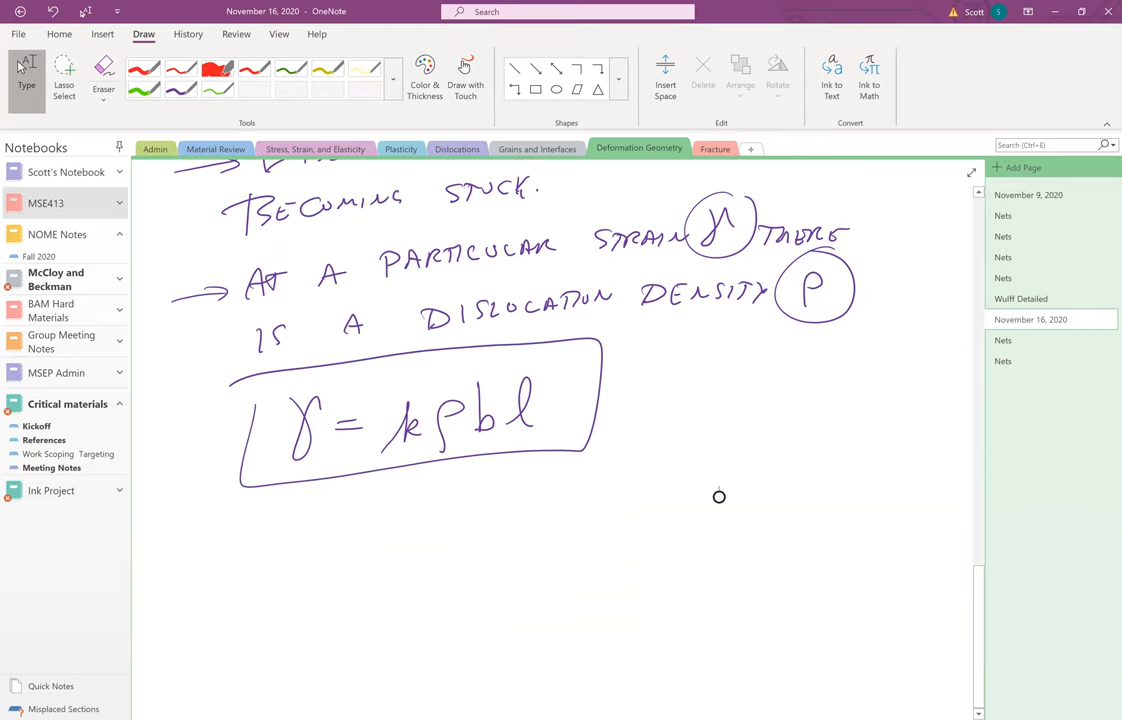 November 16, 2020 - OneNote
Search
Scott
S
File
Home
Insert
Draw
History
Review
View
Help
Type
Lasso
Select
Eraser
Color &
Thickness
Draw with
Touch
Insert
Space
Delete
Arrange
Rotate
Ink to
Text
Ink to
Math
Tools
Shapes
Edit
Convert
Notebooks
Scott's Notebook
MSE413
NOME Notes
Fall 2020
McCloy and
Beckman
BAM Hard
Materials
Group Meeting
Notes
MSEP Admin
Critical materials
Kickoff
References
Work Scoping Targeting
Meeting Notes
Ink Project
Quick Notes
Misplaced Sections
Admin
Material Review
Stress, Strain, and Elasticity
Plasticity
Dislocations
Grains and Interfaces
Deformation Geometry
Fracture
Search (Ctrl+E)
BECOMING STUCK.
→ AT A PARTICULAR STRAIN γ THERE
IS A DISLOCATION DENSITY ρ
γ = kρbl
Add Page
November 9, 2020
Nets
Nets
Nets
Nets
Wulff Detailed
November 16, 2020
Nets
Nets